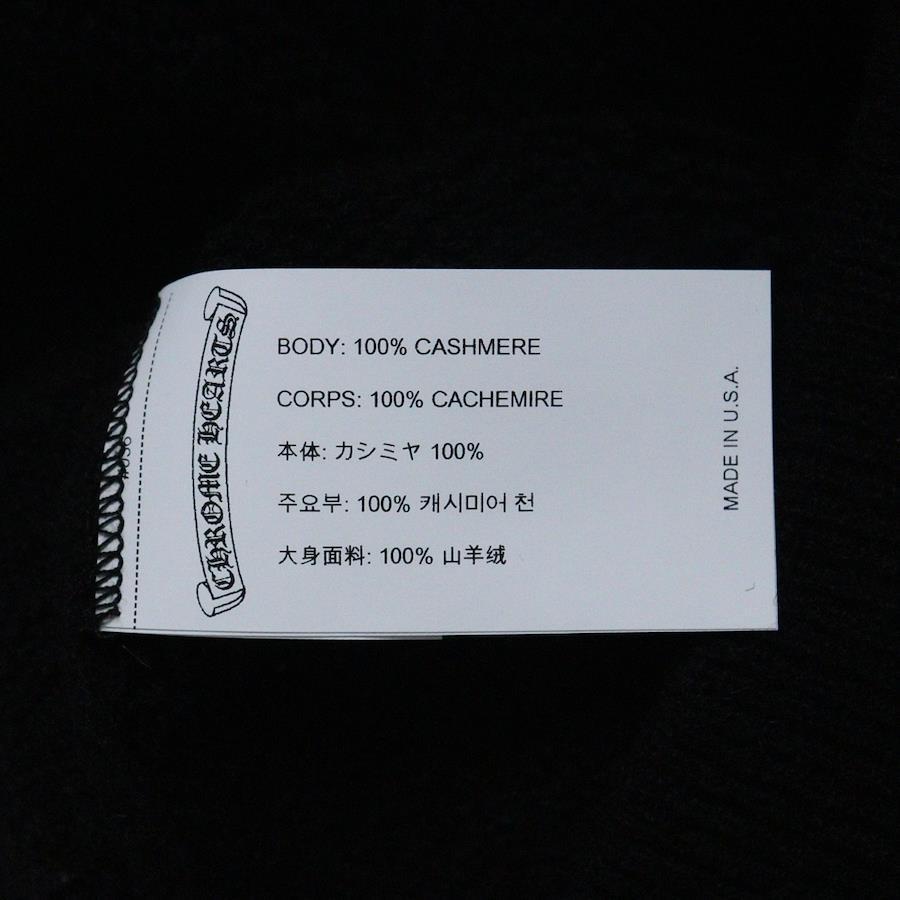 CHROME HEARTS
BODY: 100% CASHMERE
CORPS: 100% CACHEMIRE
本体: カシミヤ 100%
주요부: 100% 캐시미어 천
大身面料: 100% 山羊绒
MADE IN U.S.A.